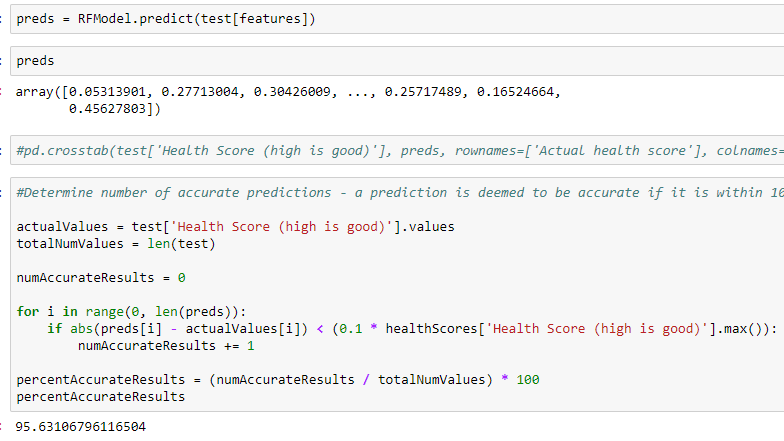 preds = RFModel.predict(test[features])
preds
array([0.05313901, 0.27713004, 0.30426009, ..., 0.25717489, 0.16524664,
0.45627803])
#pd.crosstab(test['Health Score (high is good)'], preds, rownames=['Actual health score'], colnames=
#Determine number of accurate predictions - a prediction is deemed to be accurate if it is within 10
actualValues = test['Health Score (high is good)'].values
totalNumValues = len(test)
numAccurateResults = 0
for i in range(0, len(preds)):
if abs(preds[i] - actualValues[i]) < (0.1 * healthScores['Health Score (high is good)'].max()):
numAccurateResults += 1
percentAccurateResults = (numAccurateResults / totalNumValues) * 100
percentAccurateResults
95.63106796116504